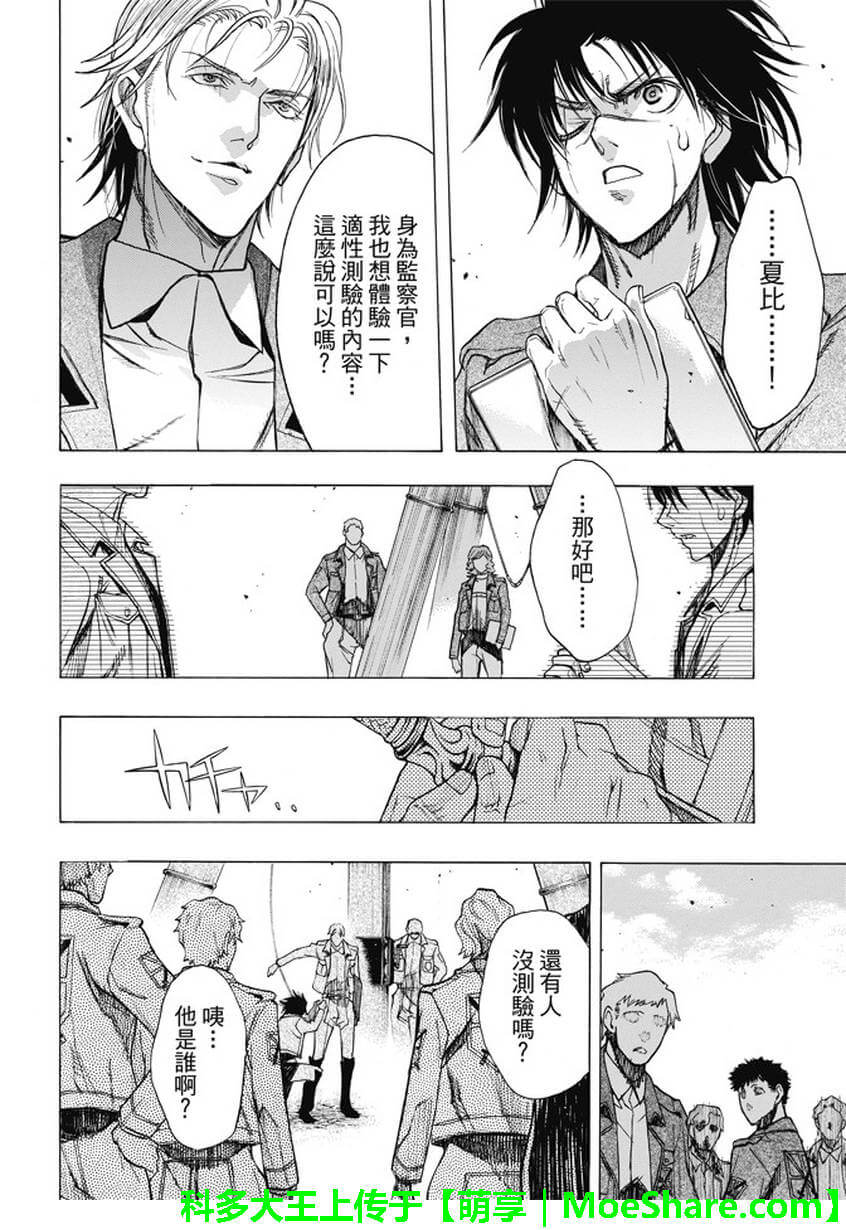 ……夏比……！
身為監察官，
我也想體驗一下
適性測驗的內容…
這麼說可以嗎？
…那好吧……
カチャ…
還有人
沒測驗嗎？
咦…
他是誰啊？
科多大王上传于【萌享｜MoeShare.com】